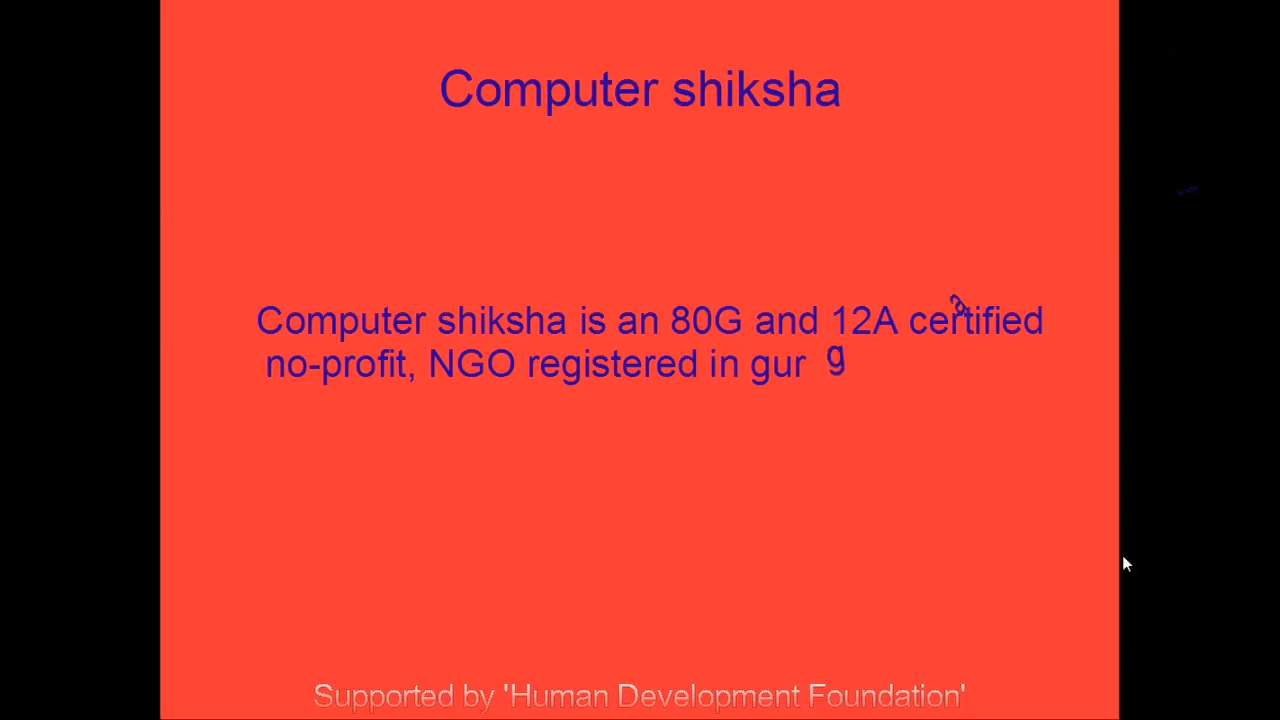 Computer shiksha
Computer shiksha is an 80G and 12A certified
no-profit, NGO registered in gur g a
Supported by 'Human Development Foundation'